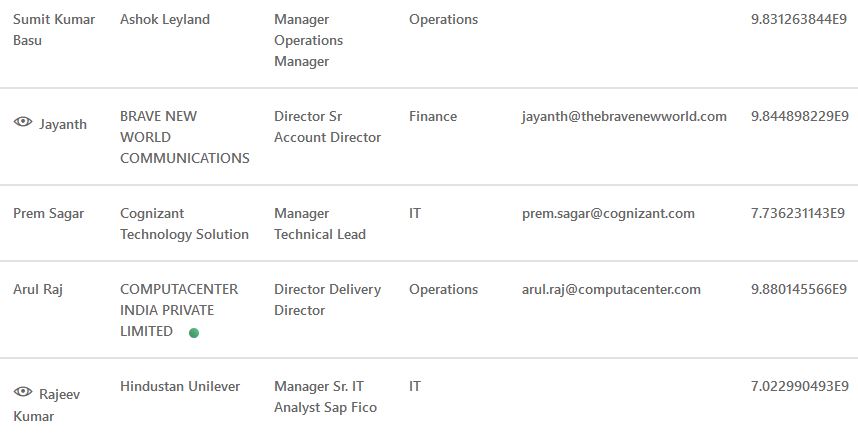 Sumit Kumar Basu
Ashok Leyland
Manager Operations Manager
Operations
9.831263844E9
Jayanth
BRAVE NEW WORLD COMMUNICATIONS
Director Sr Account Director
Finance
jayanth@thebravenewworld.com
9.844898229E9
Prem Sagar
Cognizant Technology Solution
Manager Technical Lead
IT
prem.sagar@cognizant.com
7.736231143E9
Arul Raj
COMPUTACENTER INDIA PRIVATE LIMITED
Director Delivery Director
Operations
arul.raj@computacenter.com
9.880145566E9
Rajeev Kumar
Hindustan Unilever
Manager Sr. IT Analyst Sap Fico
IT
7.022990493E9